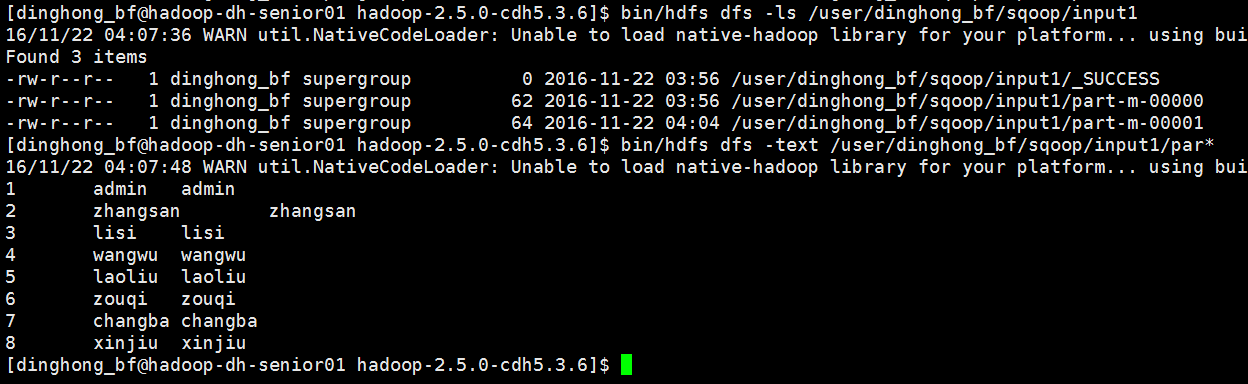 [dinghong_bf@hadoop-dh-senior01 hadoop-2.5.0-cdh5.3.6]$ bin/hdfs dfs -ls /user/dinghong_bf/sqoop/input1
16/11/22 04:07:36 WARN util.NativeCodeLoader: Unable to load native-hadoop library for your platform... using bui
Found 3 items
-rw-r--r--   1 dinghong_bf supergroup          0 2016-11-22 03:56 /user/dinghong_bf/sqoop/input1/_SUCCESS
-rw-r--r--   1 dinghong_bf supergroup         62 2016-11-22 03:56 /user/dinghong_bf/sqoop/input1/part-m-00000
-rw-r--r--   1 dinghong_bf supergroup         64 2016-11-22 04:04 /user/dinghong_bf/sqoop/input1/part-m-00001
[dinghong_bf@hadoop-dh-senior01 hadoop-2.5.0-cdh5.3.6]$ bin/hdfs dfs -text /user/dinghong_bf/sqoop/input1/par*
16/11/22 04:07:48 WARN util.NativeCodeLoader: Unable to load native-hadoop library for your platform... using bui
1       admin   admin
2       zhangsan        zhangsan
3       lisi    lisi
4       wangwu  wangwu
5       laoliu  laoliu
6       zouqi   zouqi
7       changba changba
8       xinjiu  xinjiu
[dinghong_bf@hadoop-dh-senior01 hadoop-2.5.0-cdh5.3.6]$